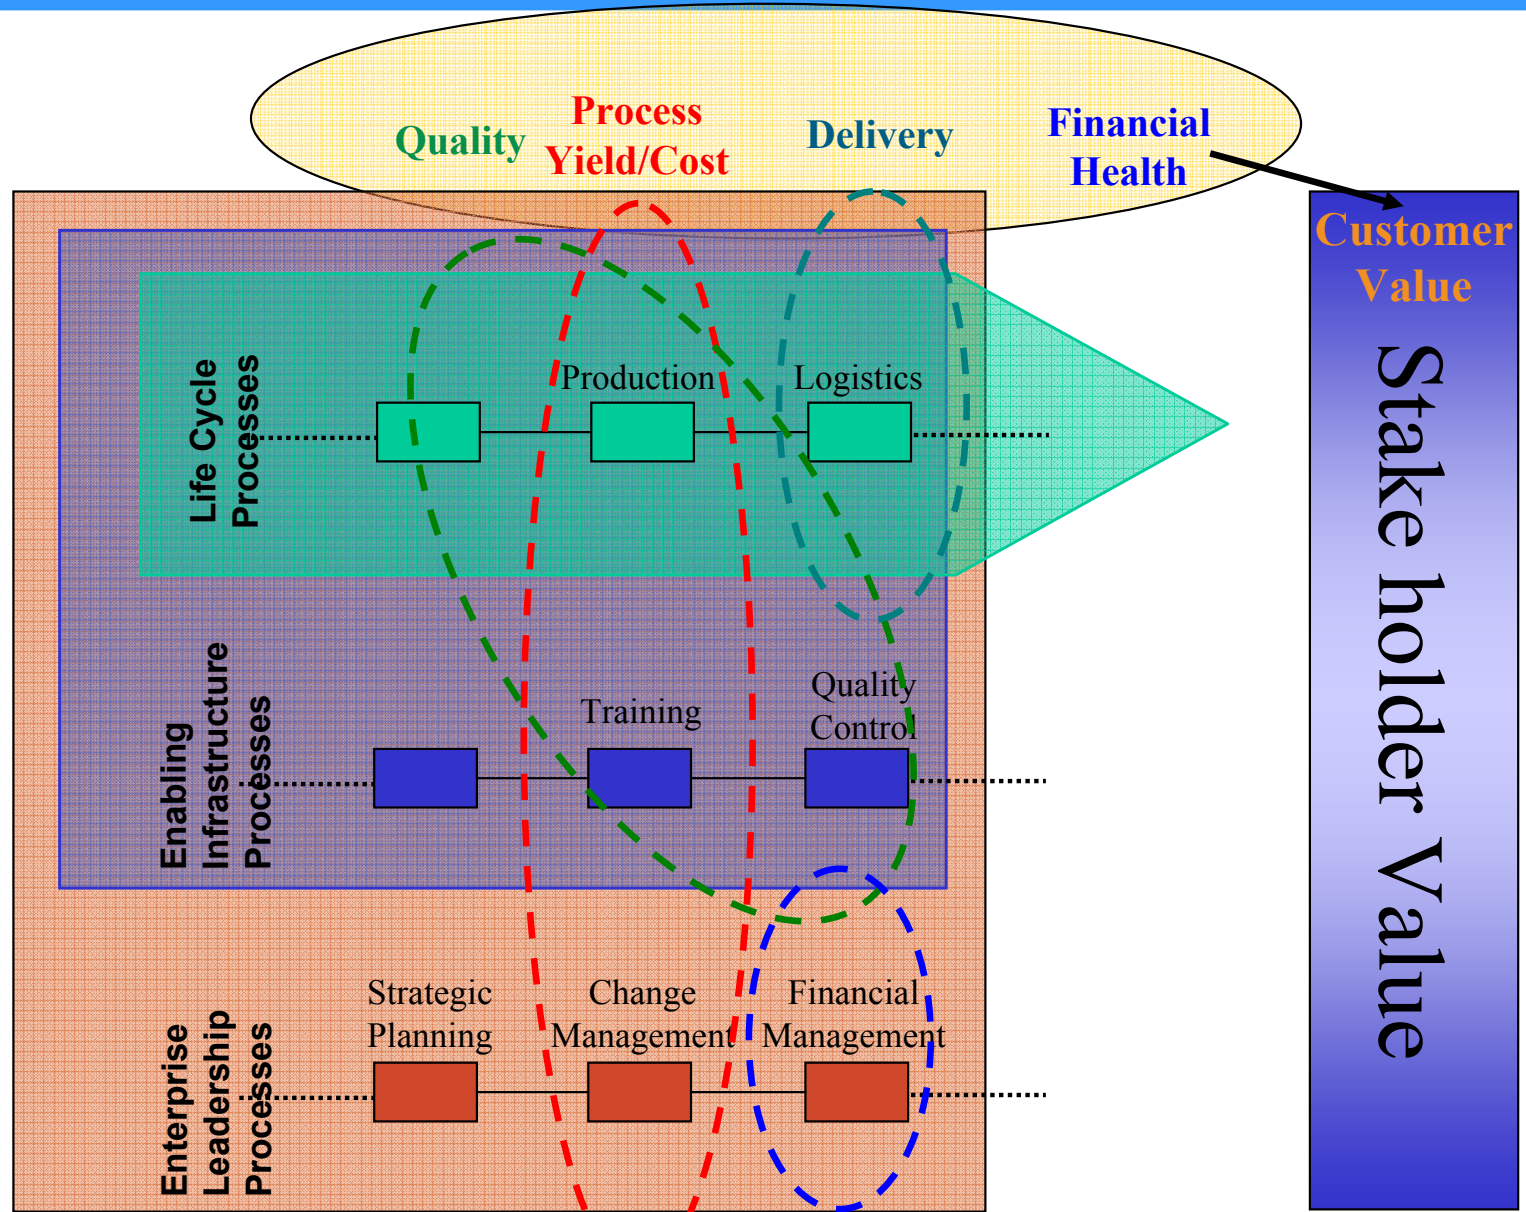 Quality
Process
Yield/Cost
Delivery
Financial
Health
Customer
Value
Stake holder Value
Life Cycle
Processes
Production
Logistics
Enabling
Infrastructure
Processes
Training
Quality
Control
Enterprise
Leadership
Processes
Strategic
Planning
Change
Management
Financial
Management